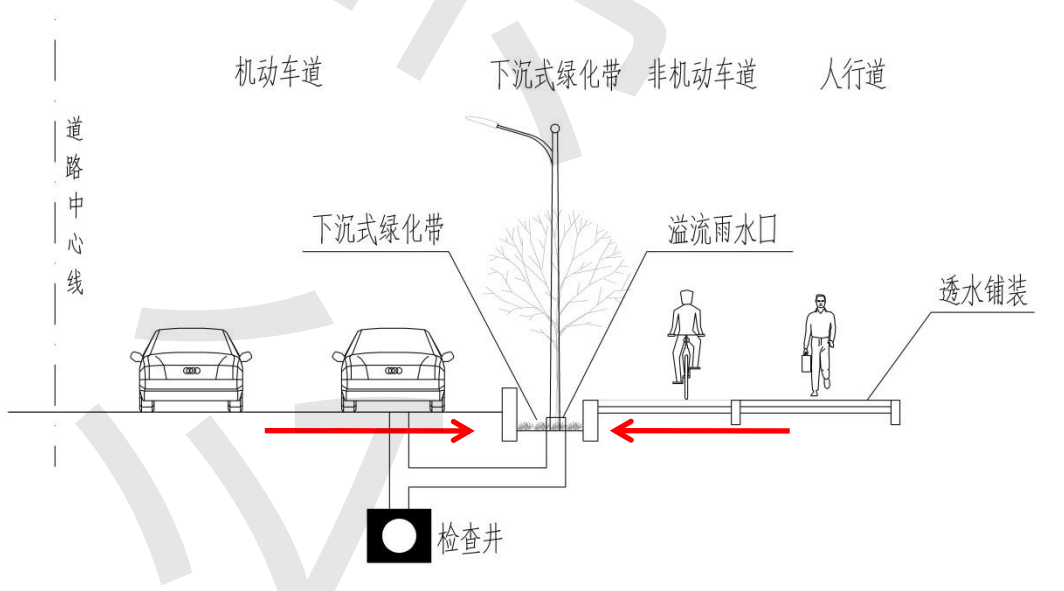 机动车道
下沉式绿化带
非机动车道
人行道
道路中心线
下沉式绿化带
溢流雨水口
透水铺装
检查井